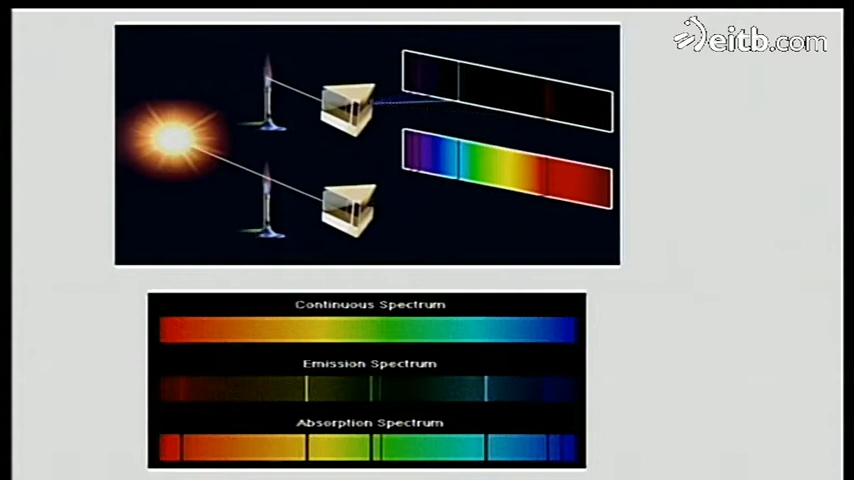 eitb.com
Continuous Spectrum
Emission Spectrum
Absorption Spectrum